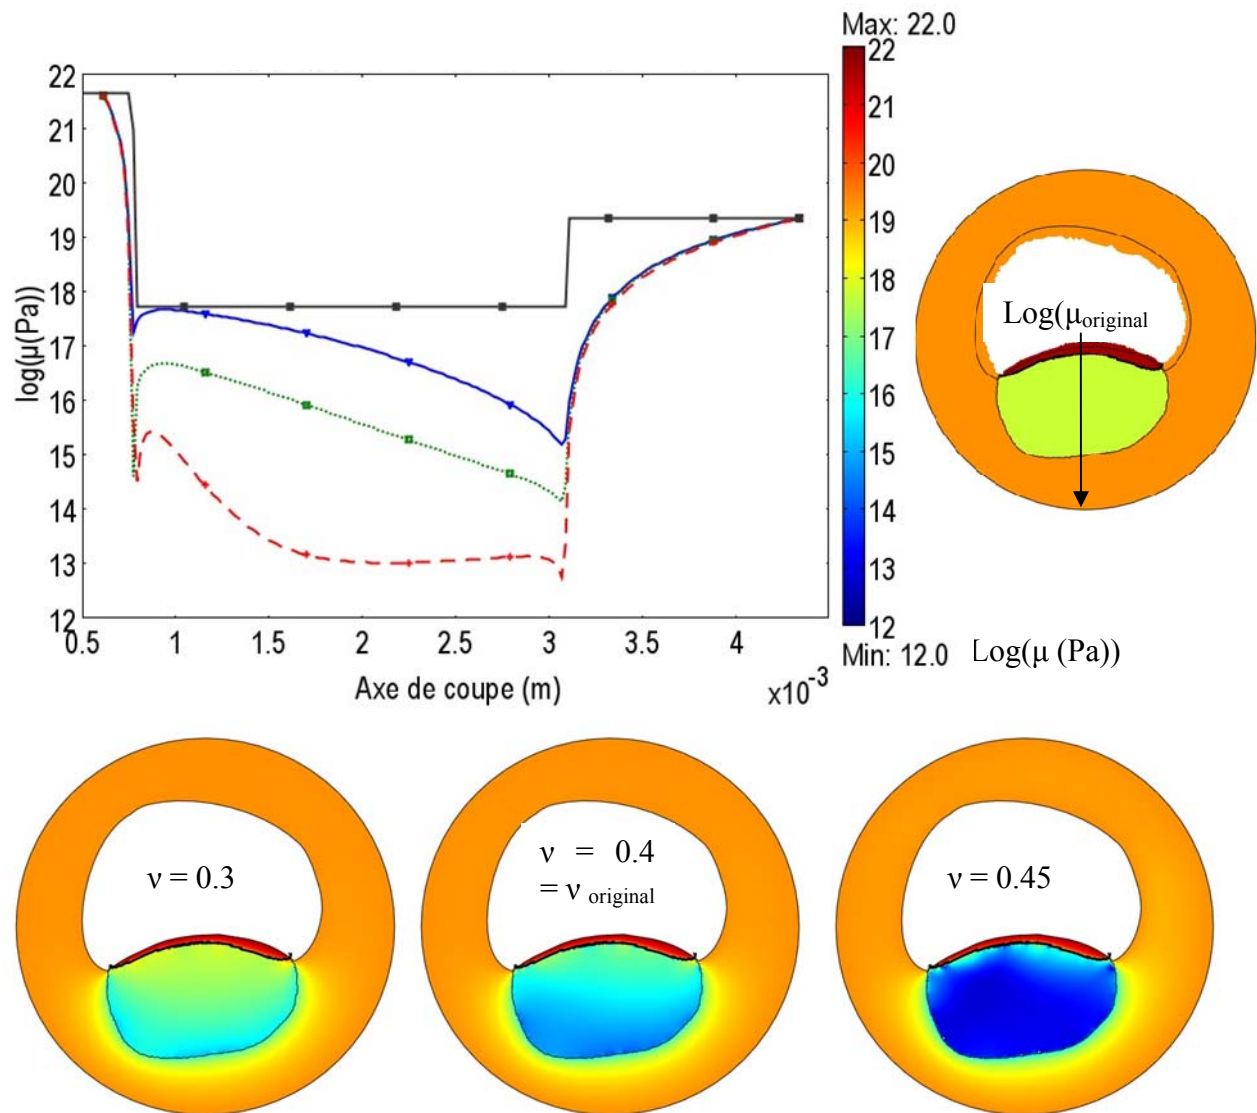 Max: 22.0
22
21
20
19
18
17
16
15
14
13
12
log(μ(Pa))
0.5
1
1.5
2
2.5
3
3.5
4
x10-3
Axe de coupe (m)
22
21
20
19
18
17
16
15
14
13
12
Min: 12.0
Log(μ (Pa))
Log(μoriginal
ν = 0.3
ν = 0.4
= ν original
ν = 0.45